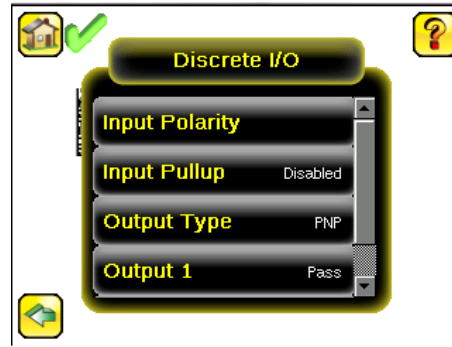 Discrete I/O
Input Polarity
Input Pullup Disabled
Output Type PNP
Output 1 Pass